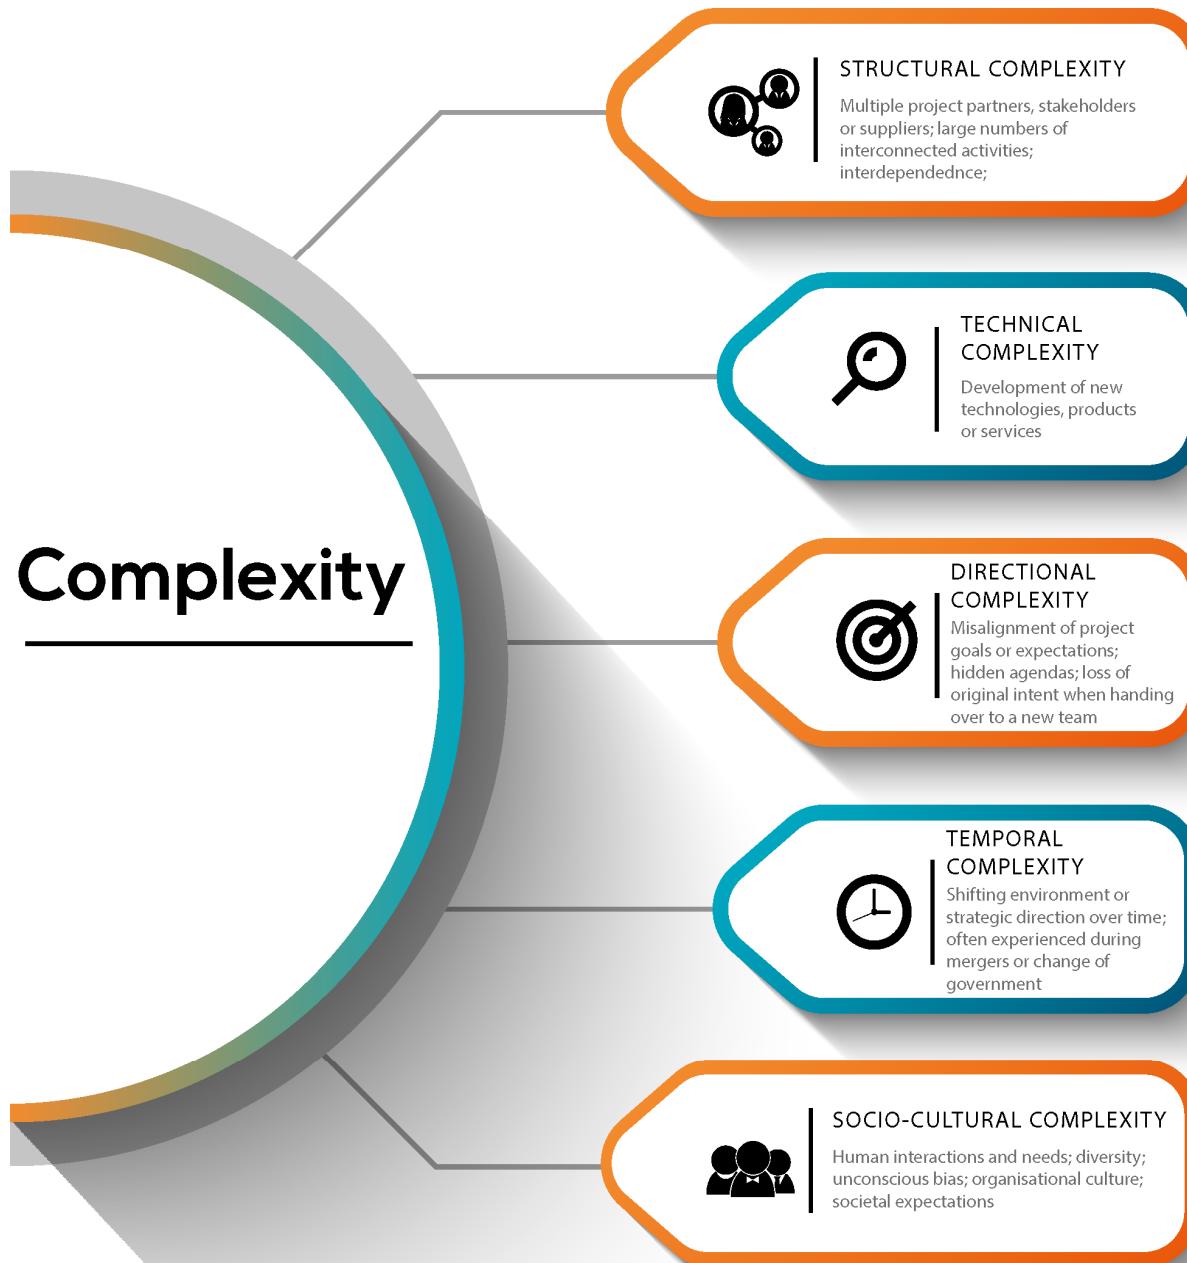 Complexity
STRUCTURAL COMPLEXITY
Multiple project partners, stakeholders
or suppliers; large numbers of
interconnected activities;
interdependednce;
TECHNICAL
COMPLEXITY
Development of new
technologies, products
or services
DIRECTIONAL
COMPLEXITY
Misalignment of project
goals or expectations;
hidden agendas; loss of
original intent when handing
over to a new team
TEMPORAL
COMPLEXITY
Shifting environment or
strategic direction over time;
often experienced during
mergers or change of
government
SOCIO-CULTURAL COMPLEXITY
Human interactions and needs; diversity;
unconscious bias; organisational culture;
societal expectations